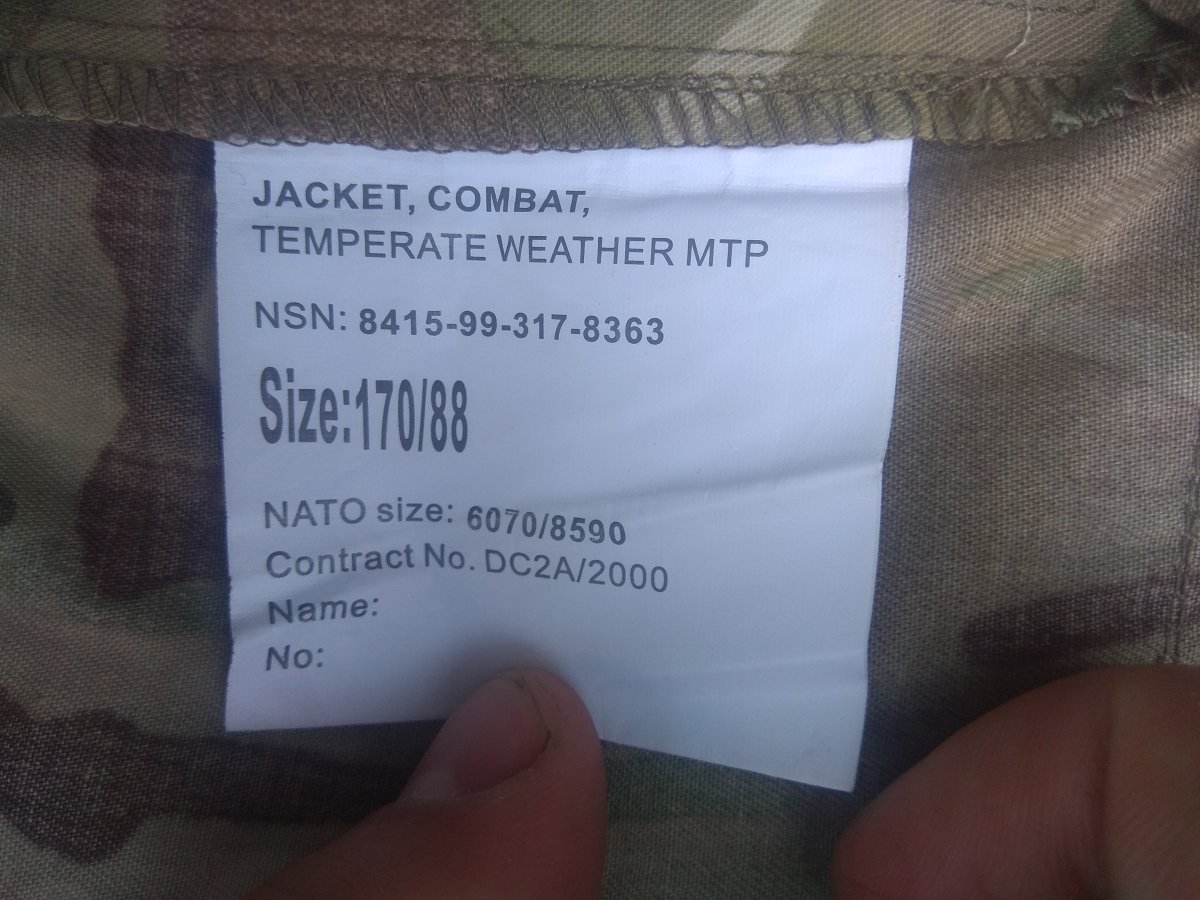 JACKET, COMBAT,
TEMPERATE WEATHER MTP
NSN: 8415-99-317-8363
Size:170/88
NATO size: 6070/8590
Contract No. DC2A/2000
Name:
No: